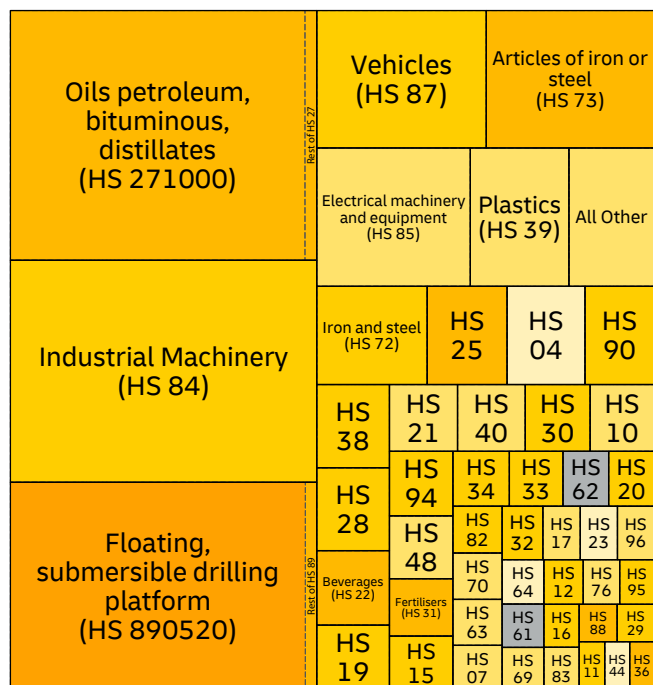 Oils petroleum,
bituminous,
distillates
(HS 271000)
Rest of HS 27
Industrial Machinery
(HS 84)
Floating,
submersible drilling
platform
(HS 890520)
Rest of HS 89
Vehicles
(HS 87)
Articles of iron or
steel
(HS 73)
Electrical machinery
and equipment
(HS 85)
Plastics
(HS 39)
All Other
Iron and steel
(HS 72)
HS
25
HS
04
HS
90
HS
38
HS
28
Beverages
(HS 22)
HS
19
HS
21
HS
40
HS
30
HS
10
HS
94
HS
48
Fertilisers
(HS 31)
HS
15
HS
34
HS
33
HS
62
HS
20
HS
82
HS
32
HS
17
HS
23
HS
96
HS
70
HS
64
HS
12
HS
76
HS
95
HS
63
HS
61
HS
16
HS
88
HS
29
HS
07
HS
69
HS
83
HS
11
HS
44
HS
36